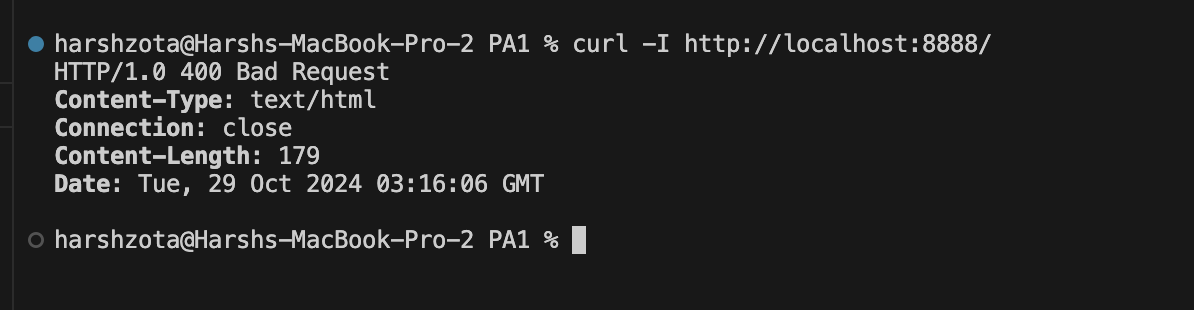 harshzota@Harshs-MacBook-Pro-2 PA1 % curl -I http://localhost:8888/
HTTP/1.0 400 Bad Request
Content-Type: text/html
Connection: close
Content-Length: 179
Date: Tue, 29 Oct 2024 03:16:06 GMT
harshzota@Harshs-MacBook-Pro-2 PA1 %